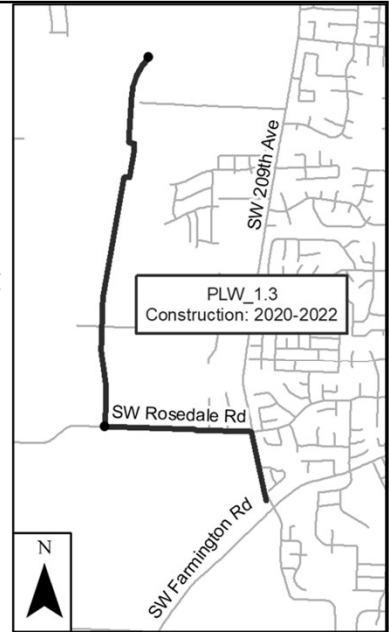 SW 209th Ave
PLW_1.3
Construction: 2020-2022
SW Rosedale Rd
SW Farmington Rd
N